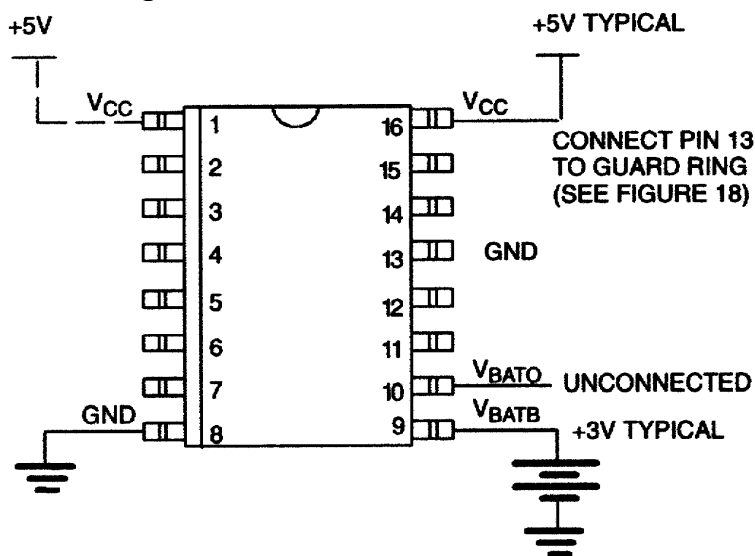 +5V
+5V TYPICAL
VCC
VCC
1
16
CONNECT PIN 13
TO GUARD RING
(SEE FIGURE 18)
2
15
3
14
4
13
GND
5
12
6
11
7
10
VBATO
UNCONNECTED
GND
8
9
VBATB
+3V TYPICAL